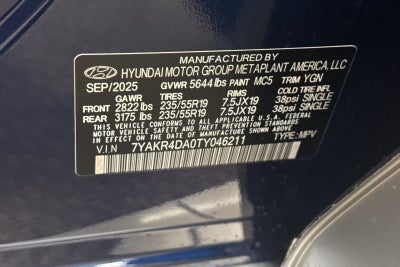 MANUFACTURED BY
HYUNDAI MOTOR GROUP METAPLANT AMERICA, LLC
SEP/2025 GVWR 5644 lbs PAINT MC5 TRIM YGN
GAWR TIRES RIMS COLD TIRE INFL. PRES.
FRONT 2822 lbs 235/55R19 7.5JX19 38psi SINGLE
REAR 3175 lbs 235/55R19 7.5JX19 38psi SINGLE
THIS VEHICLE CONFORMS TO ALL APPLICABLE U.S.A. FEDERAL
MOTOR VEHICLE SAFETY, BUMPER, AND THEFT PREVENTION STANDARDS
IN EFFECT ON THE DATE OF MANUFACTURE SHOWN ABOVE.
V.I.N 7YAKR4DA0TY046211 TYPE: MPV